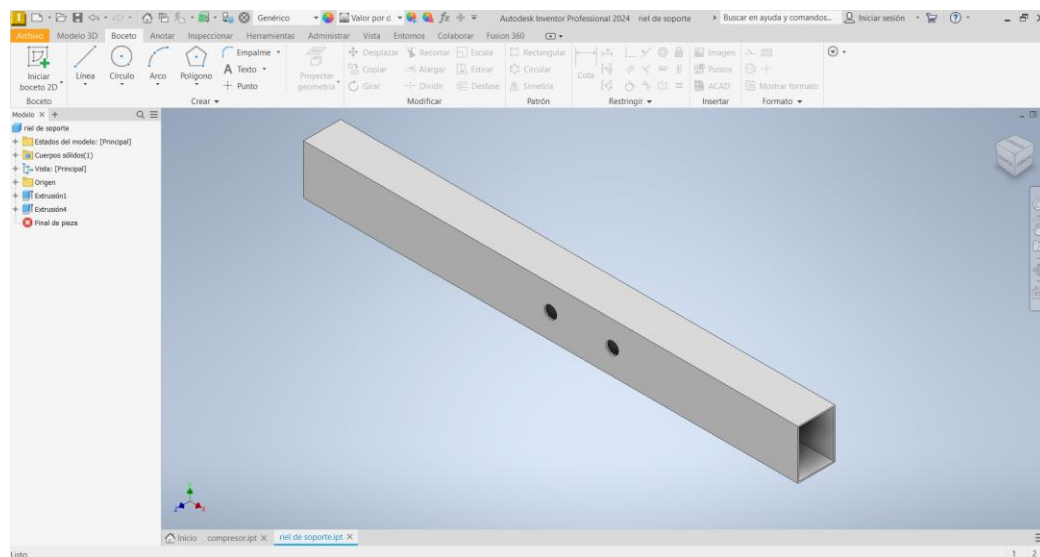 Genérico Valor por d fx Autodesk Inventor Professional 2024 riel de soporte Buscar en ayuda y comandos... Iniciar sesión
Archivo Modelo 3D Boceto Anotar Inspeccionar Herramientas Administrar Vista Entornos Colaborar Fusion 360
Empalme Desplazar Recortar Escala Rectangular Imagen
Iniciar boceto 2D Línea Círculo Arco Polígono A Texto Proyectar geometría Copiar Alargar Estirar Circular Cota Puntos
Punto Girar Dividir Desfase Simetría ACAD Mostrar formato
Boceto Crear Modificar Patrón Restringir Insertar Formato
Modelo × +
riel de soporte
Estados del modelo: [Principal]
Cuerpos sólidos(1)
Vista: [Principal]
Origen
Extrusión1
Extrusión4
Final de pieza
Inicio compresor.ipt × riel de soporte.ipt ×
Listo 1 2